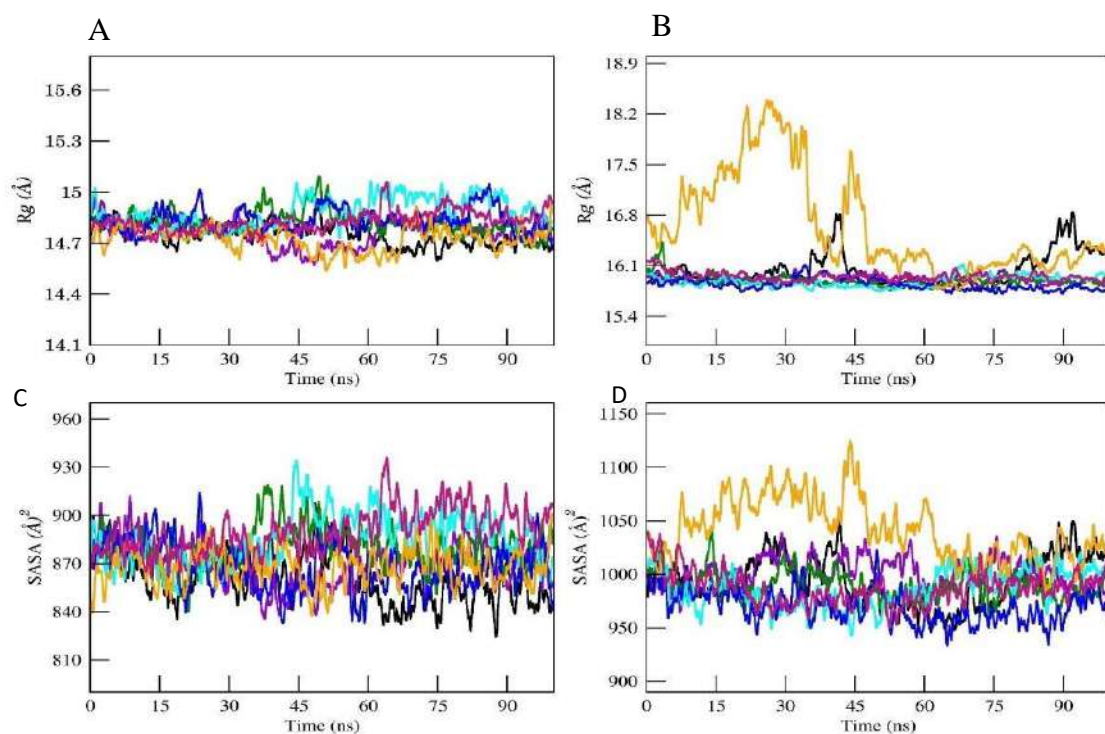 A
B
15.6
15.3
15
14.7
14.4
14.1
Rg (Å)
0 15 30 45 60 75 90
Time (ns)
18.9
18.2
17.5
16.8
16.1
15.4
Rg (Å)
0 15 30 45 60 75 90
Time (ns)
C
D
960
930
900
870
840
810
SASA (Å)^2
0 15 30 45 60 75 90
Time (ns)
1150
1100
1050
1000
950
900
SASA (Å)^2
0 15 30 45 60 75 90
Time (ns)